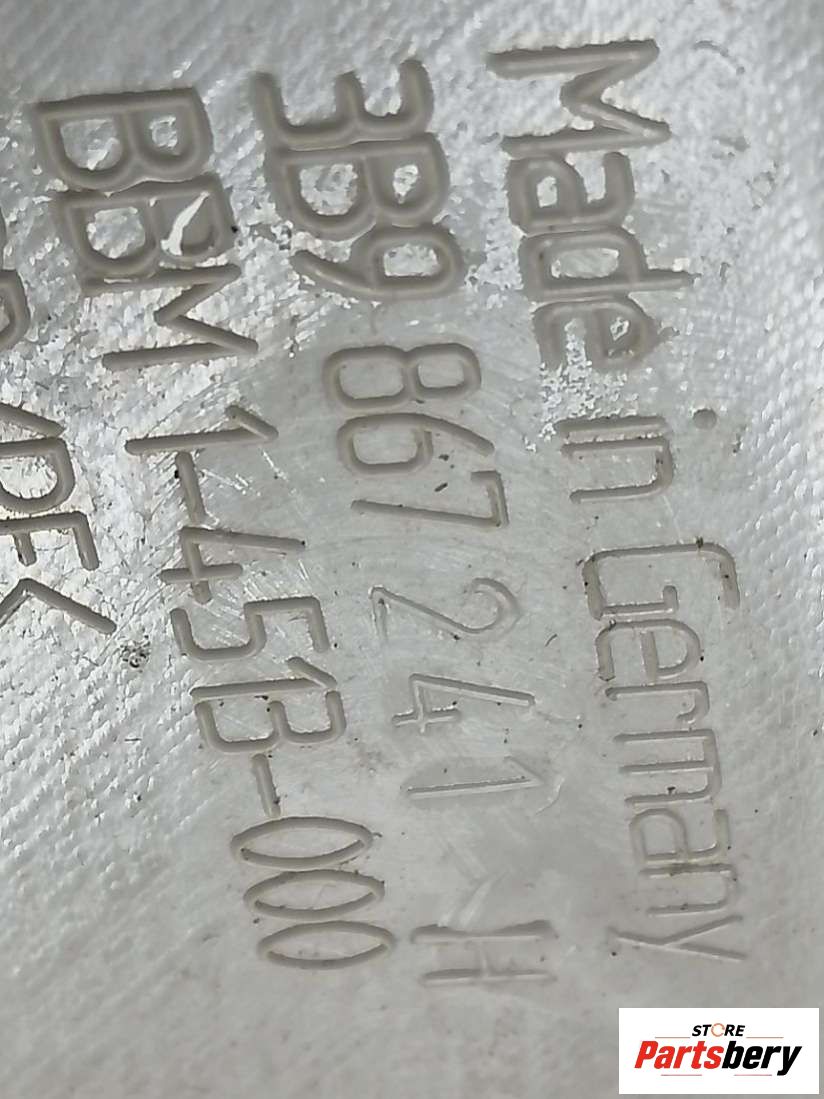 Made in Germany
3B9 867 241 H
BBM 1-4513-000
STORE
Partsbery